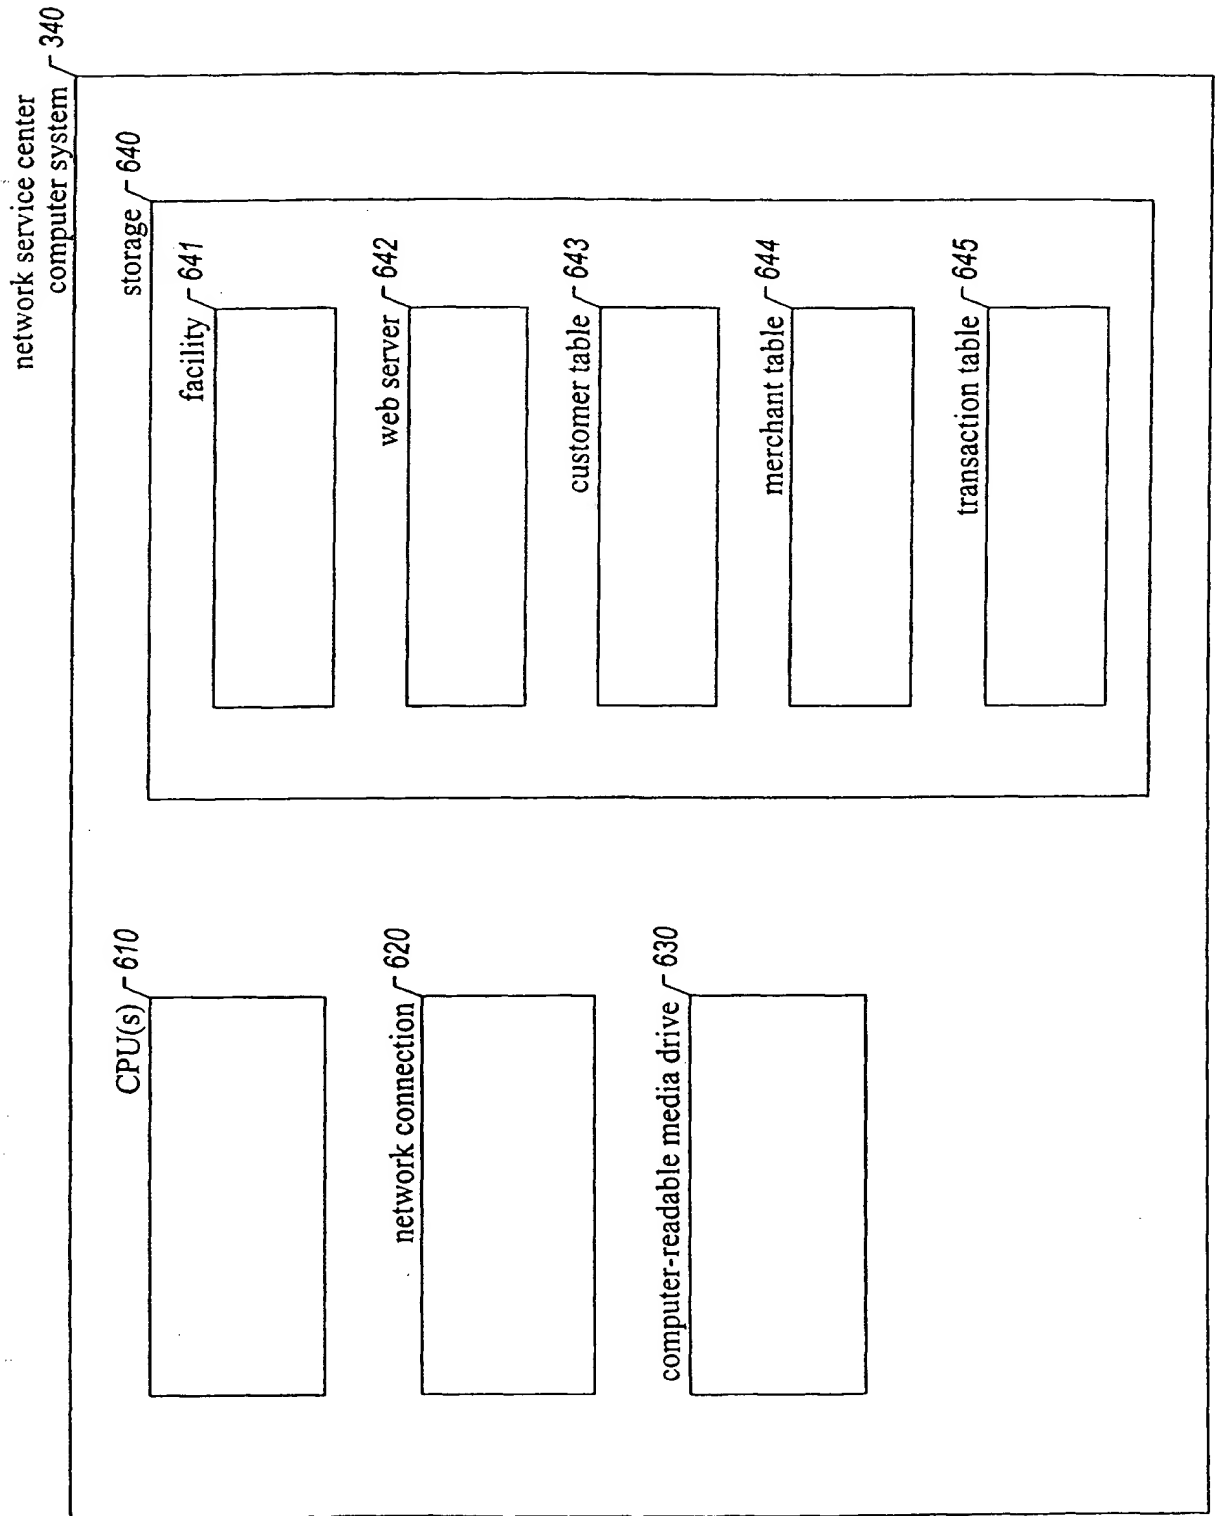 network service center
computer system 340
CPU(s) 610
network connection 620
computer-readable media drive 630
storage 640
facility 641
web server 642
customer table 643
merchant table 644
transaction table 645